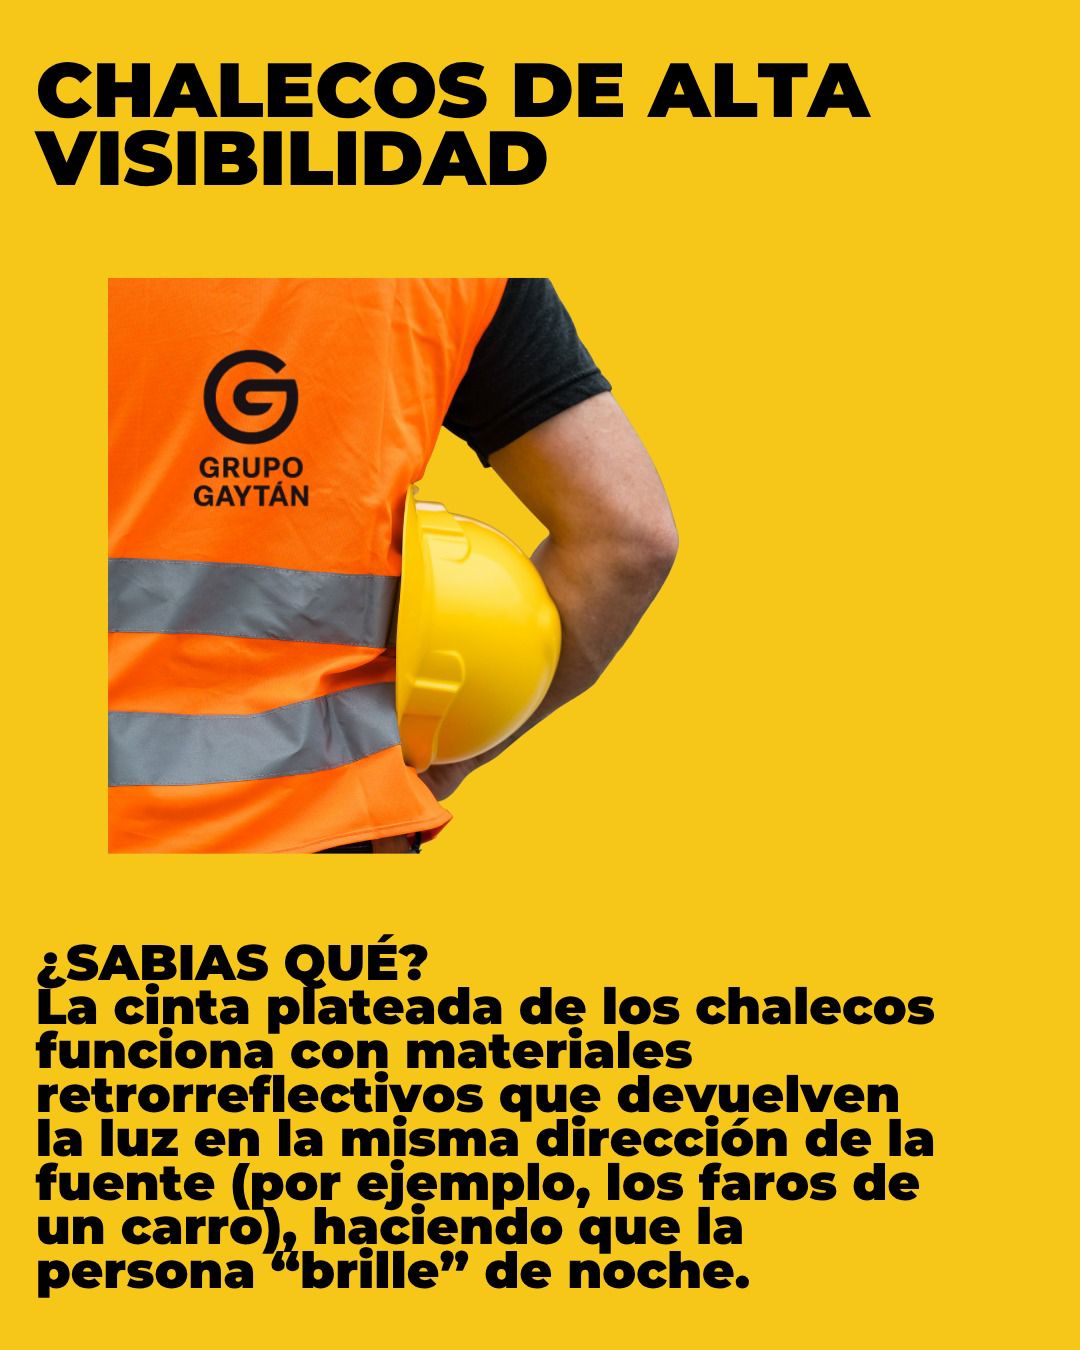 CHALECOS DE ALTA
VISIBILIDAD
GRUPO
GAYTÁN
¿SABIAS QUÉ?
La cinta plateada de los chalecos
funciona con materiales
retrorreflectivos que devuelven
la luz en la misma dirección de la
fuente (por ejemplo, los faros de
un carro), haciendo que la
persona “brille” de noche.